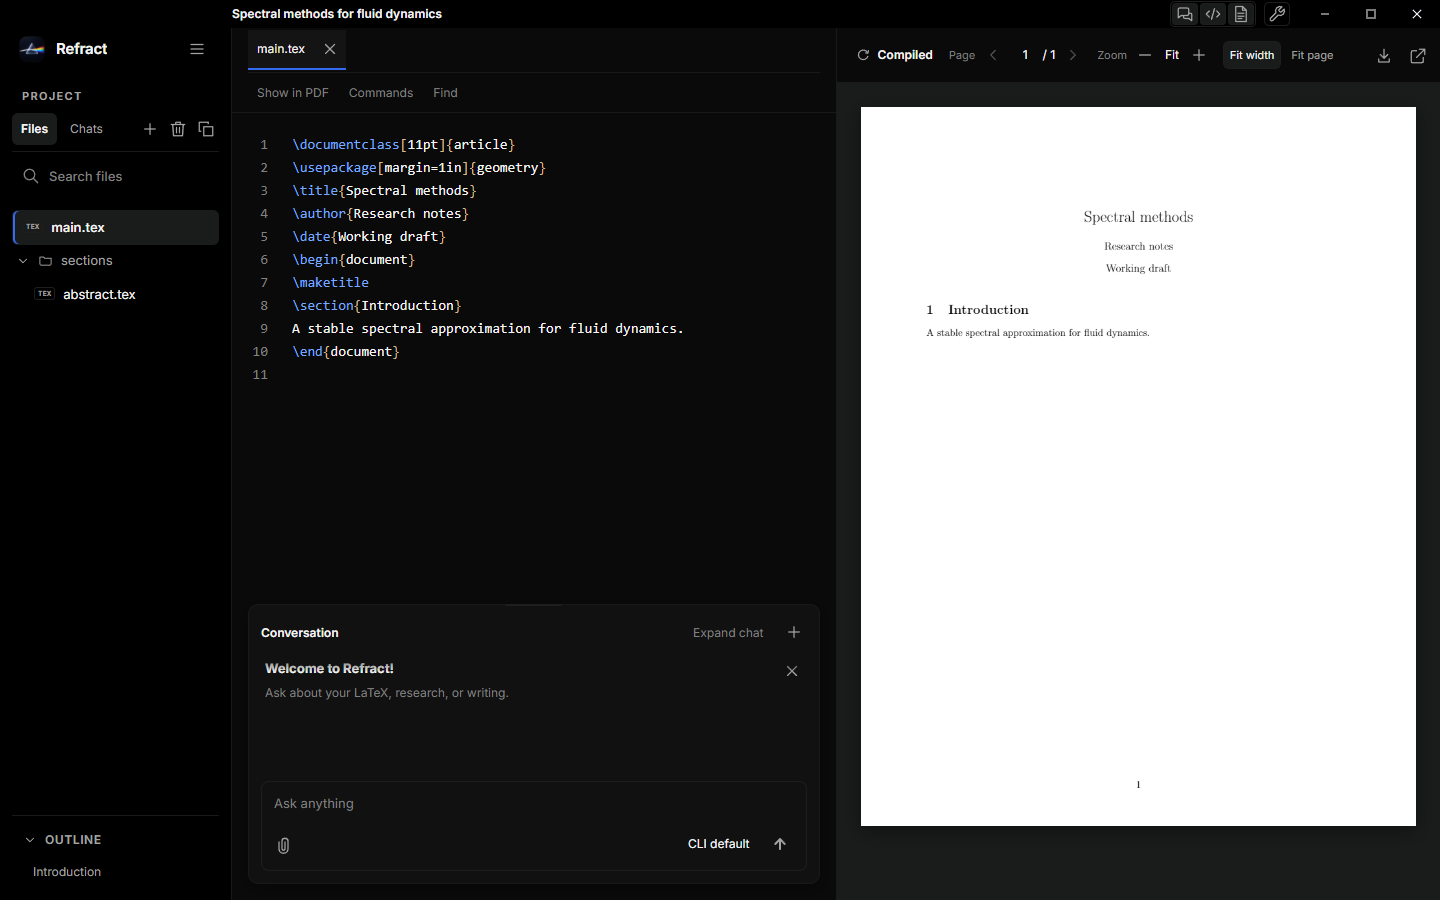 Spectral methods for fluid dynamics
Refract
PROJECT
Files Chats
Search files
TEX main.tex
sections
TEX abstract.tex
OUTLINE
Introduction
main.tex
Show in PDF Commands Find
1 \documentclass[11pt]{article}
2 \usepackage[margin=1in]{geometry}
3 \title{Spectral methods}
4 \author{Research notes}
5 \date{Working draft}
6 \begin{document}
7 \maketitle
8 \section{Introduction}
9 A stable spectral approximation for fluid dynamics.
10 \end{document}
11
Conversation Expand chat
Welcome to Refract!
Ask about your LaTeX, research, or writing.
Ask anything
CLI default
Compiled Page 1 / 1 Zoom Fit Fit width Fit page
Spectral methods
Research notes
Working draft
1 Introduction
A stable spectral approximation for fluid dynamics.
1